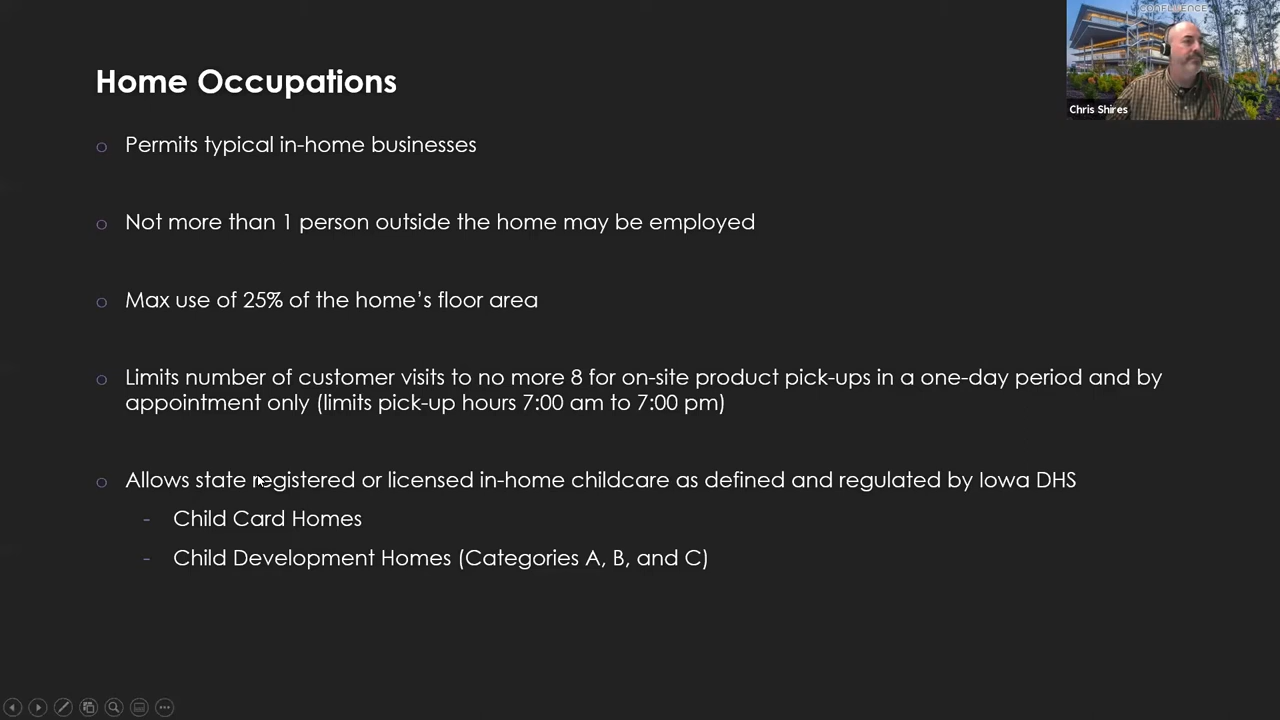 CONFLUENCE
Chris Shires
Home Occupations
o Permits typical in-home businesses
o Not more than 1 person outside the home may be employed
o Max use of 25% of the home's floor area
o Limits number of customer visits to no more 8 for on-site product pick-ups in a one-day period and by
appointment only (limits pick-up hours 7:00 am to 7:00 pm)
o Allows state registered or licensed in-home childcare as defined and regulated by Iowa DHS
- Child Card Homes
- Child Development Homes (Categories A, B, and C)